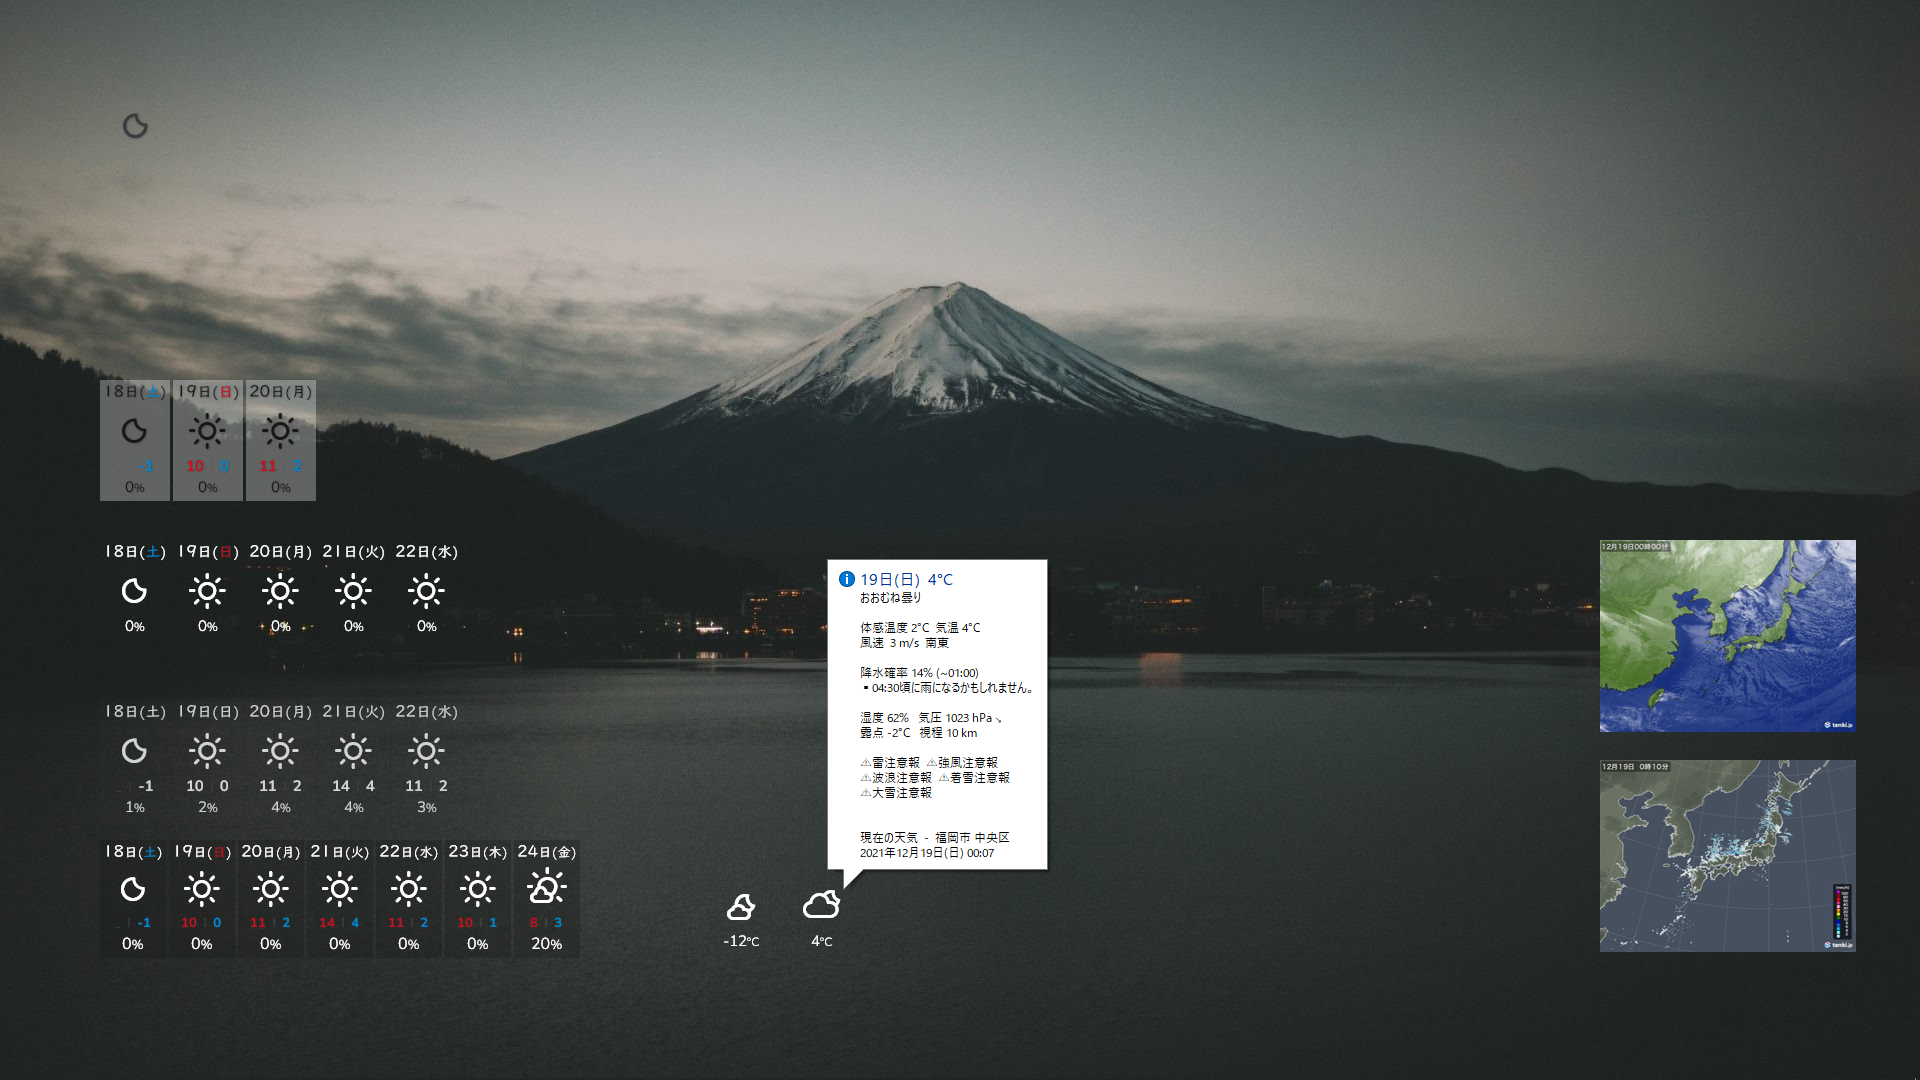 18日(土) 19日(日) 20日(月)
-1 10 0 11 2
0% 0% 0%
18日(土) 19日(日) 20日(月) 21日(火) 22日(水)
0% 0% 0% 0% 0%
18日(土) 19日(日) 20日(月) 21日(火) 22日(水)
-1 10 0 11 2 14 4 11 2
1% 2% 4% 4% 3%
18日(土) 19日(日) 20日(月) 21日(火) 22日(水) 23日(木) 24日(金)
-1 10 0 11 2 14 4 11 2 10 1 8 3
0% 0% 0% 0% 0% 0% 20%
-12℃ 4℃
19日(日) 4°C
おおむね曇り
体感温度 2°C 気温 4°C
風速 3 m/s 南東
降水確率 14% (~01:00)
▪ 04:30頃に雨になるかもしれません。
湿度 62% 気圧 1023 hPa ↘
露点 -2°C 視程 10 km
⚠雷注意報 ⚠強風注意報
⚠波浪注意報 ⚠着雪注意報
⚠大雪注意報
現在の天気 - 福岡市 中央区
2021年12月19日(日) 00:07
12月19日00時00分
tenki.jp
12月19日 0時10分
tenki.jp